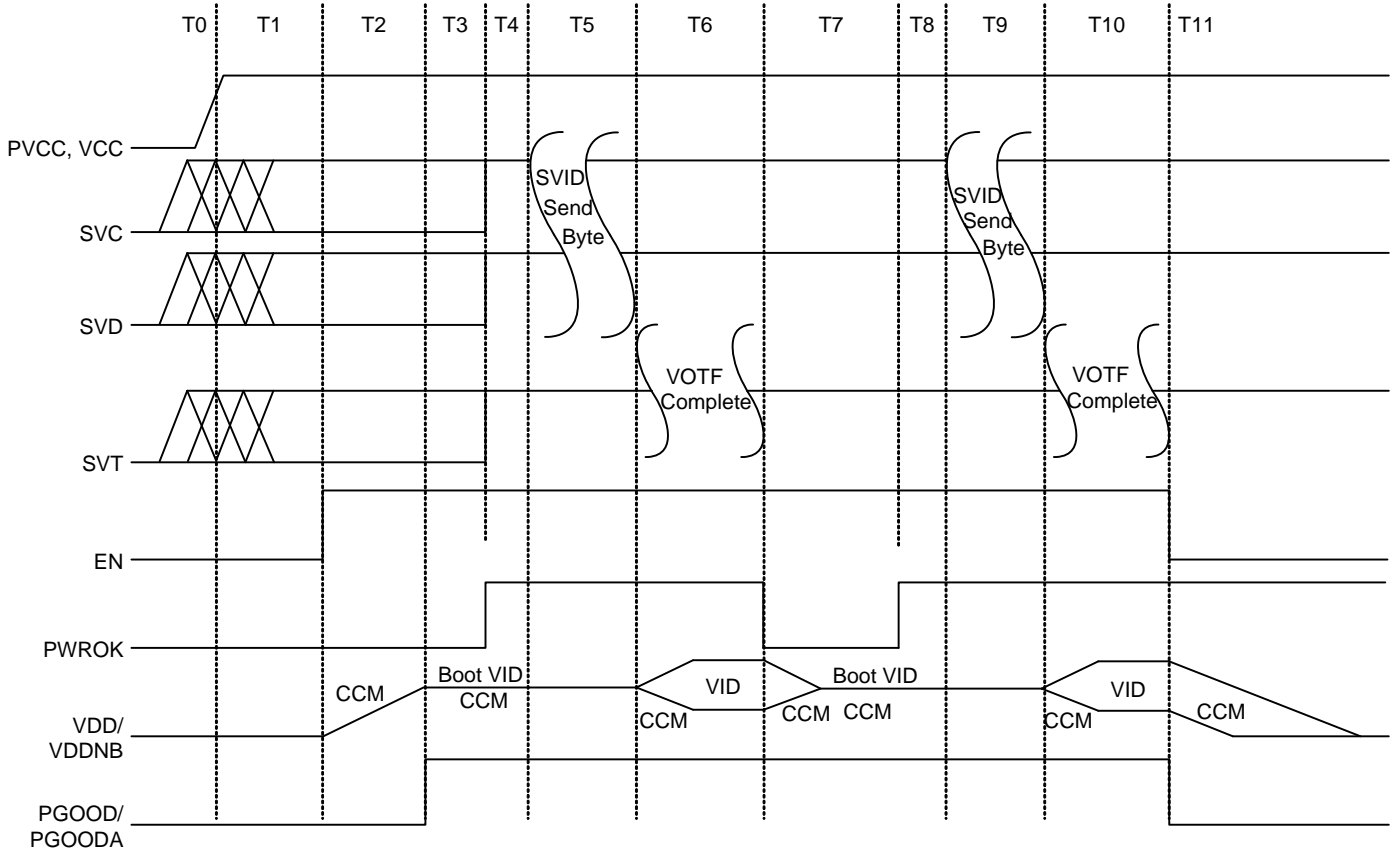 T0 T1 T2 T3 T4 T5 T6 T7 T8 T9 T10 T11
PVCC, VCC
SVID
Send
Byte
SVID
Send
Byte
SVC
SVD
VOTF
Complete
VOTF
Complete
SVT
EN
PWROK
CCM
Boot VID
CCM
CCM
VID
CCM
Boot VID
CCM
CCM
VID
CCM
VDD/
VDDNB
PGOOD/
PGOODA